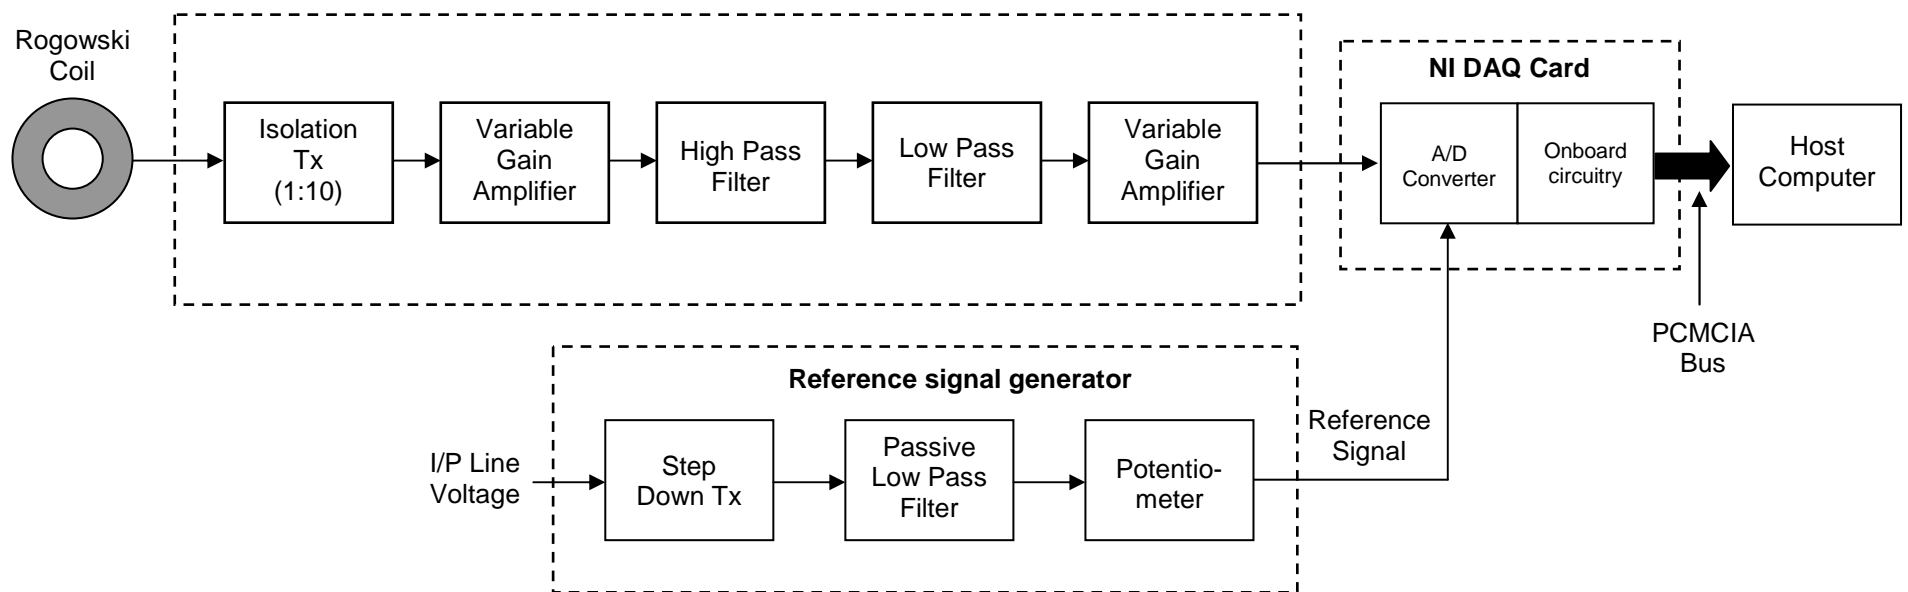 Rogowski
Coil
Isolation
Tx
(1:10)
Variable
Gain
Amplifier
High Pass
Filter
Low Pass
Filter
Variable
Gain
Amplifier
NI DAQ Card
A/D
Converter
Onboard
circuitry
Host
Computer
PCMCIA
Bus
Reference signal generator
I/P Line
Voltage
Step
Down Tx
Passive
Low Pass
Filter
Potentio-
meter
Reference
Signal